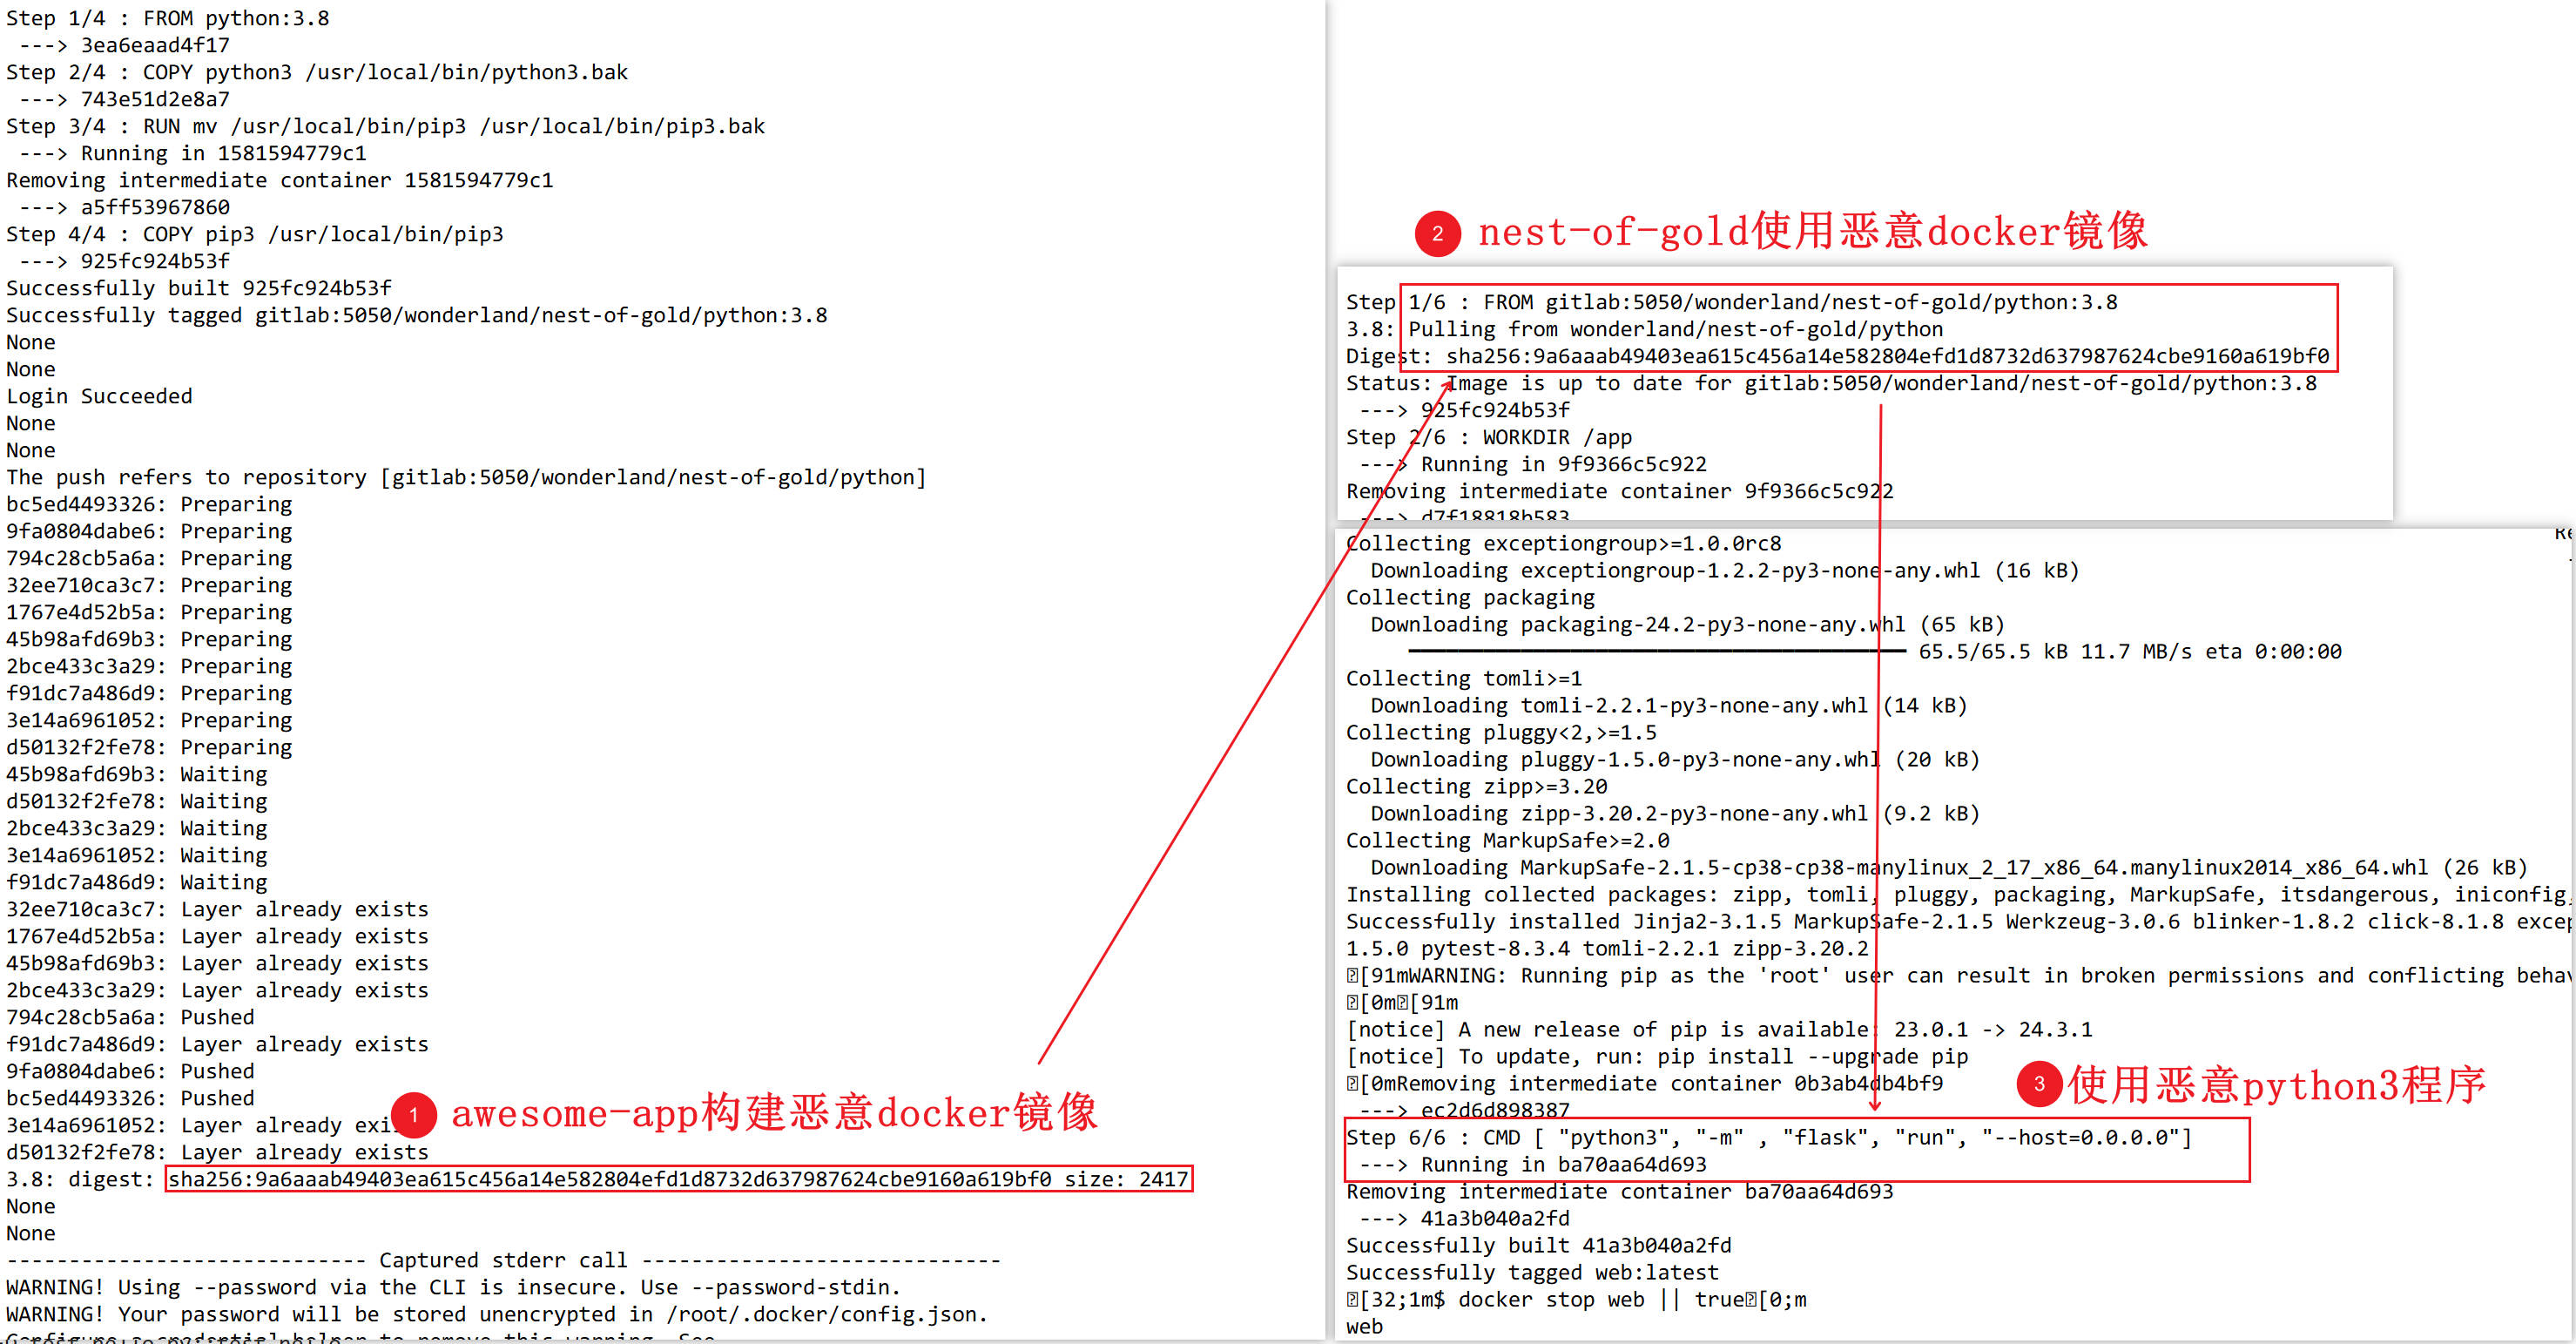 Step 1/4 : FROM python:3.8
 ---> 3ea6eaad4f17
Step 2/4 : COPY python3 /usr/local/bin/python3.bak
 ---> 743e51d2e8a7
Step 3/4 : RUN mv /usr/local/bin/pip3 /usr/local/bin/pip3.bak
 ---> Running in 1581594779c1
Removing intermediate container 1581594779c1
 ---> a5ff53967860
Step 4/4 : COPY pip3 /usr/local/bin/pip3
 ---> 925fc924b53f
Successfully built 925fc924b53f
Successfully tagged gitlab:5050/wonderland/nest-of-gold/python:3.8
None
None
Login Succeeded
None
None
The push refers to repository [gitlab:5050/wonderland/nest-of-gold/python]
bc5ed4493326: Preparing
9fa0804dabe6: Preparing
794c28cb5a6a: Preparing
32ee710ca3c7: Preparing
1767e4d52b5a: Preparing
45b98afd69b3: Preparing
2bce433c3a29: Preparing
f91dc7a486d9: Preparing
3e14a6961052: Preparing
d50132f2fe78: Preparing
45b98afd69b3: Waiting
d50132f2fe78: Waiting
2bce433c3a29: Waiting
3e14a6961052: Waiting
f91dc7a486d9: Waiting
32ee710ca3c7: Layer already exists
1767e4d52b5a: Layer already exists
45b98afd69b3: Layer already exists
2bce433c3a29: Layer already exists
794c28cb5a6a: Pushed
f91dc7a486d9: Layer already exists
9fa0804dabe6: Pushed
bc5ed4493326: Pushed
3e14a6961052: Layer already
1 awesome-app构建恶意docker镜像
d50132f2fe78: Layer already exists
3.8: digest: sha256:9a6aaab49403ea615c456a14e582804efd1d8732d637987624cbe9160a619bf0 size: 2417
None
None
----------------------------- Captured stderr call -----------------------------
WARNING! Using --password via the CLI is insecure. Use --password-stdin.
WARNING! Your password will be stored unencrypted in /root/.docker/config.json.
2 nest-of-gold使用恶意docker镜像
Step 1/6 : FROM gitlab:5050/wonderland/nest-of-gold/python:3.8
3.8: Pulling from wonderland/nest-of-gold/python
Digest: sha256:9a6aaab49403ea615c456a14e582804efd1d8732d637987624cbe9160a619bf0
Status: Image is up to date for gitlab:5050/wonderland/nest-of-gold/python:3.8
 ---> 925fc924b53f
Step 2/6 : WORKDIR /app
 ---> Running in 9f9366c5c922
Removing intermediate container 9f9366c5c922
 ---> d7f18818b583
Collecting exceptiongroup>=1.0.0rc8
  Downloading exceptiongroup-1.2.2-py3-none-any.whl (16 kB)
Collecting packaging
  Downloading packaging-24.2-py3-none-any.whl (65 kB)
65.5/65.5 kB 11.7 MB/s eta 0:00:00
Collecting tomli>=1
  Downloading tomli-2.2.1-py3-none-any.whl (14 kB)
Collecting pluggy<2,>=1.5
  Downloading pluggy-1.5.0-py3-none-any.whl (20 kB)
Collecting zipp>=3.20
  Downloading zipp-3.20.2-py3-none-any.whl (9.2 kB)
Collecting MarkupSafe>=2.0
  Downloading MarkupSafe-2.1.5-cp38-cp38-manylinux_2_17_x86_64.manylinux2014_x86_64.whl (26 kB)
Installing collected packages: zipp, tomli, pluggy, packaging, MarkupSafe, itsdangerous, iniconfig,
Successfully installed Jinja2-3.1.5 MarkupSafe-2.1.5 Werkzeug-3.0.6 blinker-1.8.2 click-8.1.8
1.5.0 pytest-8.3.4 tomli-2.2.1 zipp-3.20.2
[91mWARNING: Running pip as the 'root' user can result in broken permissions and conflicting
[0m[91m
[notice] A new release of pip is available: 23.0.1 -> 24.3.1
[notice] To update, run: pip install --upgrade pip
3 使用恶意python3程序
[0mRemoving intermediate container 0b3ab4db4bf9
 ---> ec2d6d898387
Step 6/6 : CMD [ "python3", "-m" , "flask", "run", "--host=0.0.0.0"]
 ---> Running in ba70aa64d693
Removing intermediate container ba70aa64d693
 ---> 41a3b040a2fd
Successfully built 41a3b040a2fd
Successfully tagged web:latest
[32;1m$ docker stop web || true[0;m
web